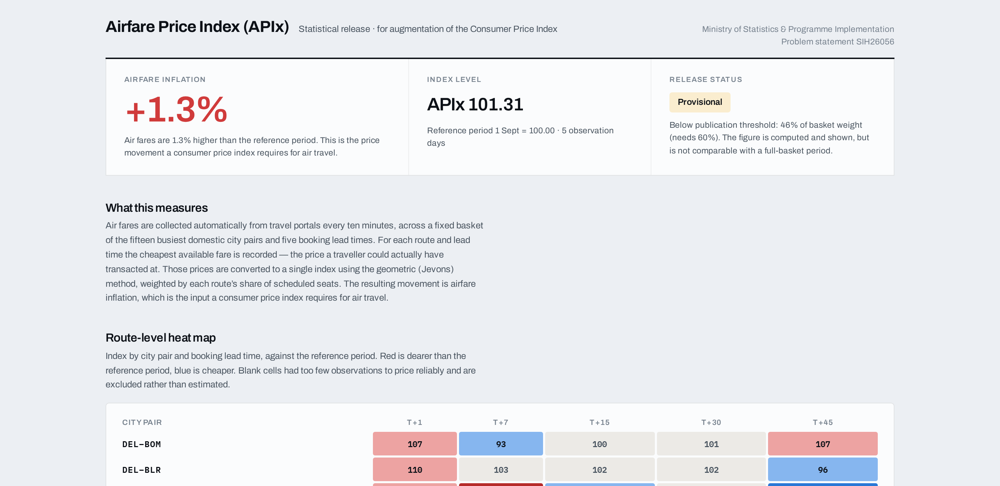 Airfare Price Index (APIx) Statistical release · for augmentation of the Consumer Price Index
Ministry of Statistics & Programme Implementation
Problem statement SIH26056
AIRFARE INFLATION
+1.3%
Air fares are 1.3% higher than the reference period. This is the price
movement a consumer price index requires for air travel.
INDEX LEVEL
APIx 101.31
Reference period 1 Sept = 100.00 · 5 observation
days
RELEASE STATUS
Provisional
Below publication threshold: 46% of basket weight
(needs 60%). The figure is computed and shown, but
is not comparable with a full-basket period.
What this measures
Air fares are collected automatically from travel portals every ten minutes, across a fixed basket
of the fifteen busiest domestic city pairs and five booking lead times. For each route and lead
time the cheapest available fare is recorded — the price a traveller could actually have
transacted at. Those prices are converted to a single index using the geometric (Jevons)
method, weighted by each route’s share of scheduled seats. The resulting movement is airfare
inflation, which is the input a consumer price index requires for air travel.
Route-level heat map
Index by city pair and booking lead time, against the reference period. Red is dearer than the
reference period, blue is cheaper. Blank cells had too few observations to price reliably and are
excluded rather than estimated.
CITY PAIR T+1 T+7 T+15 T+30 T+45
DEL–BOM 107 93 100 101 107
DEL–BLR 110 103 102 102 96